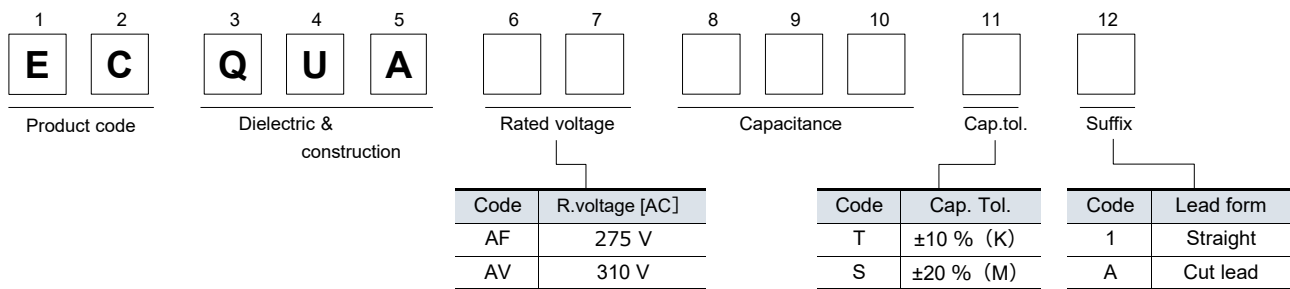 1 2 3 4 5 6 7 8 9 10 11 12
E C Q U A
Product code Dielectric & Rated voltage Capacitance Cap.tol. Suffix
construction
Code R.voltage [AC] Code Cap. Tol. Code Lead form
AF 275 V T ±10 %（K） 1 Straight
AV 310 V S ±20 %（M） A Cut lead